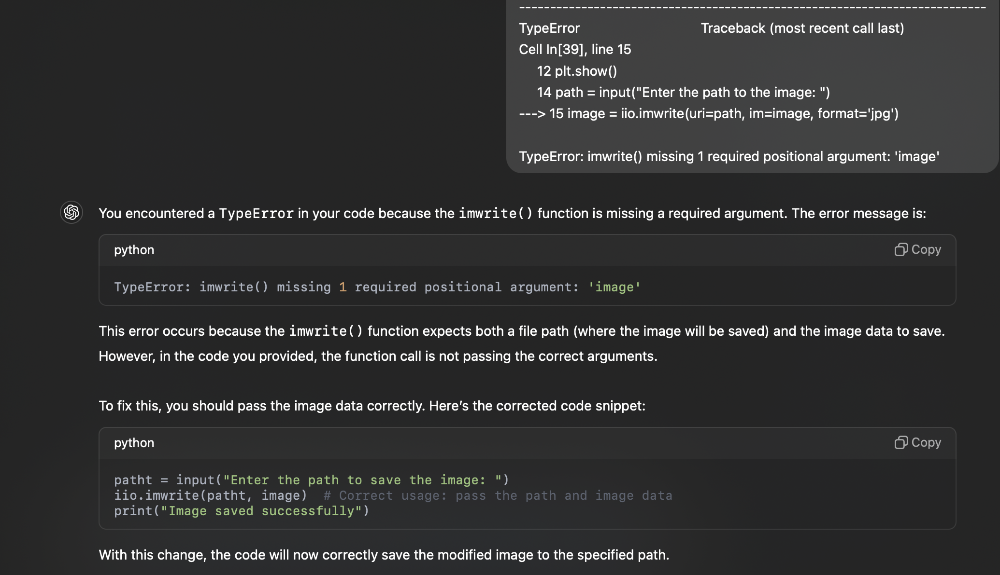 ---------------------------------------------------------------------------
TypeError                                 Traceback (most recent call last)
Cell In[39], line 15
     12 plt.show()
     14 path = input("Enter the path to the image: ")
---> 15 image = iio.imwrite(uri=path, im=image, format='jpg')
TypeError: imwrite() missing 1 required positional argument: 'image'
You encountered a TypeError in your code because the imwrite() function is missing a required argument. The error message is:
python
Copy
TypeError: imwrite() missing 1 required positional argument: 'image'
This error occurs because the imwrite() function expects both a file path (where the image will be saved) and the image data to save.
However, in the code you provided, the function call is not passing the correct arguments.
To fix this, you should pass the image data correctly. Here’s the corrected code snippet:
python
Copy
patht = input("Enter the path to save the image: ")
iio.imwrite(patht, image)  # Correct usage: pass the path and image data
print("Image saved successfully")
With this change, the code will now correctly save the modified image to the specified path.